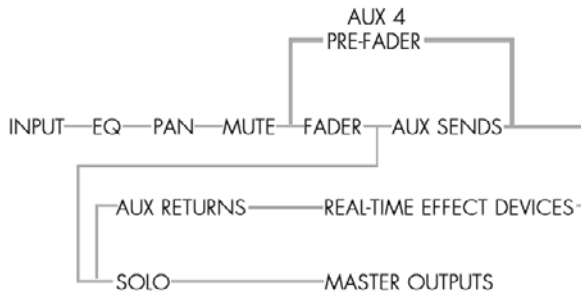 AUX 4
PRE-FADER
INPUT EQ PAN MUTE FADER AUX SENDS
AUX RETURNS REAL-TIME EFFECT DEVICES
SOLO MASTER OUTPUTS